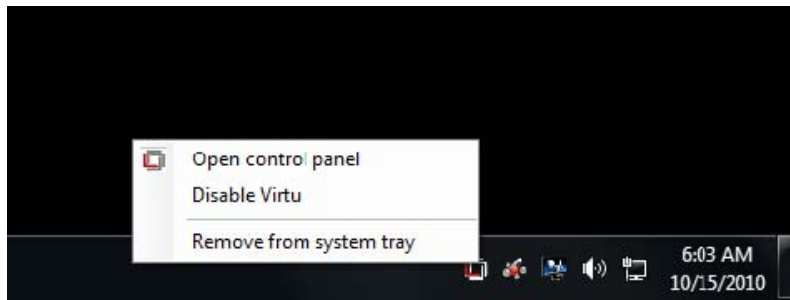 Open control panel
Disable Virtu
Remove from system tray
6:03 AM
10/15/2010